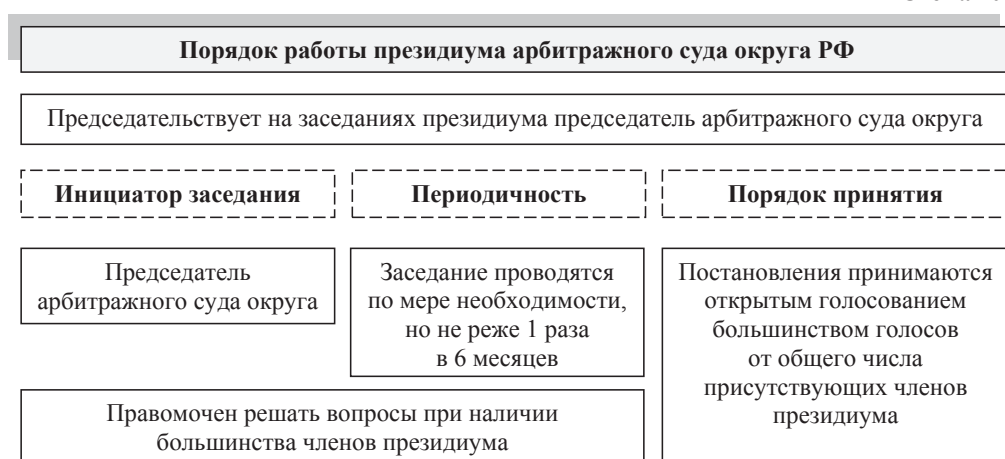 Порядок работы президиума арбитражного суда округа РФ
Председательствует на заседаниях президиума председатель арбитражного суда округа
Инициатор заседания
Периодичность
Порядок принятия
Председатель
арбитражного суда округа
Заседание проводятся
по мере необходимости,
но не реже 1 раза
в 6 месяцев
Постановления принимаются
открытым голосованием
большинством голосов
от общего числа
присутствующих членов
президиума
Правомочен решать вопросы при наличии
большинства членов президиума